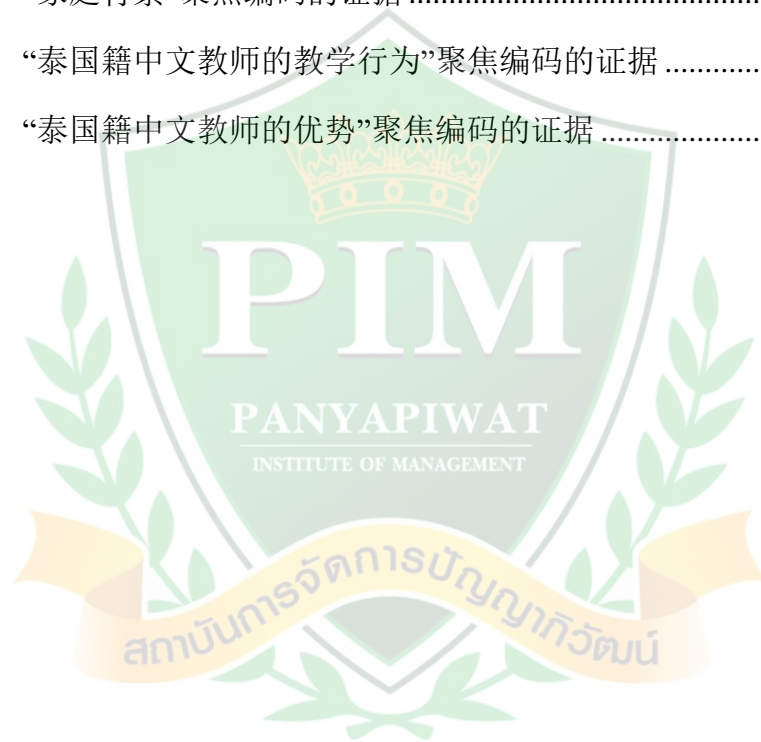 “泰国籍中文教师的教学行为”聚焦编码的证据 ............
“泰国籍中文教师的优势”聚焦编码的证据 ....................
PIM
PANYAPIWAT
INSTITUTE OF MANAGEMENT
สถาบันการจัดการปัญญาภิวัฒน์